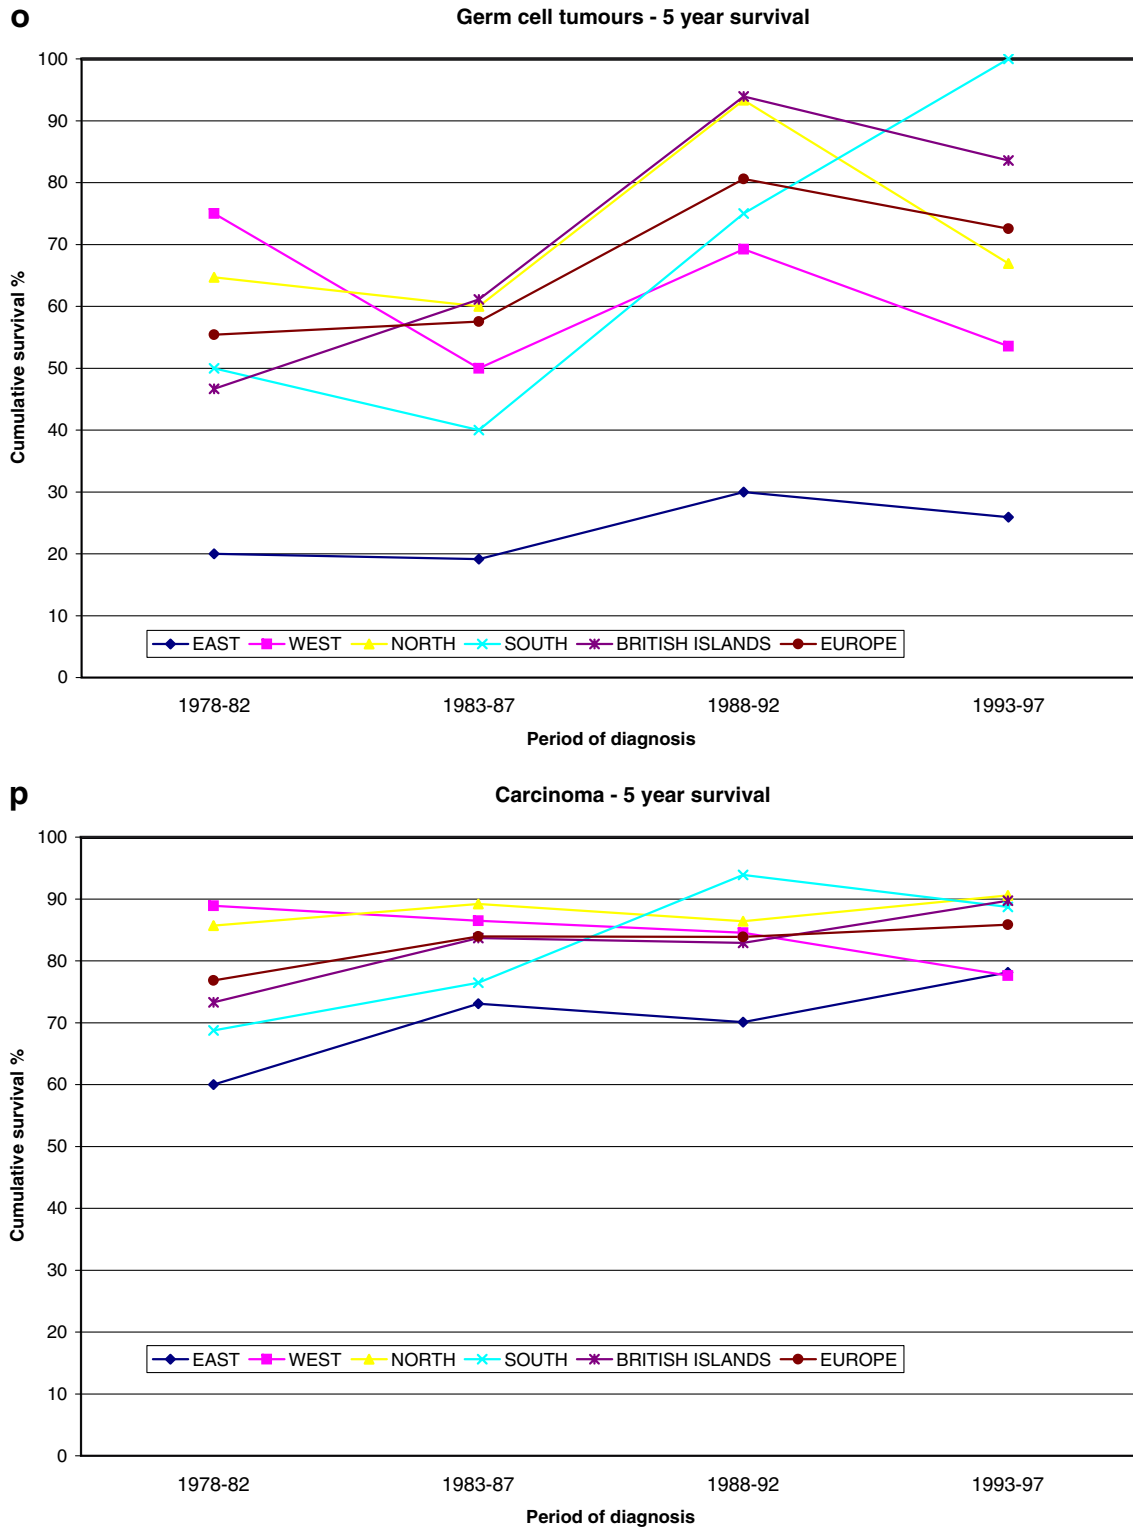 o
Germ cell tumours - 5 year survival
100
90
80
70
60
50
40
30
20
10
0
Cumulative survival %
EAST WEST NORTH SOUTH BRITISH ISLANDS EUROPE
1978-82 1983-87 1988-92 1993-97
Period of diagnosis
p
Carcinoma - 5 year survival
100
90
80
70
60
50
40
30
20
10
0
Cumulative survival %
EAST WEST NORTH SOUTH BRITISH ISLANDS EUROPE
1978-82 1983-87 1988-92 1993-97
Period of diagnosis